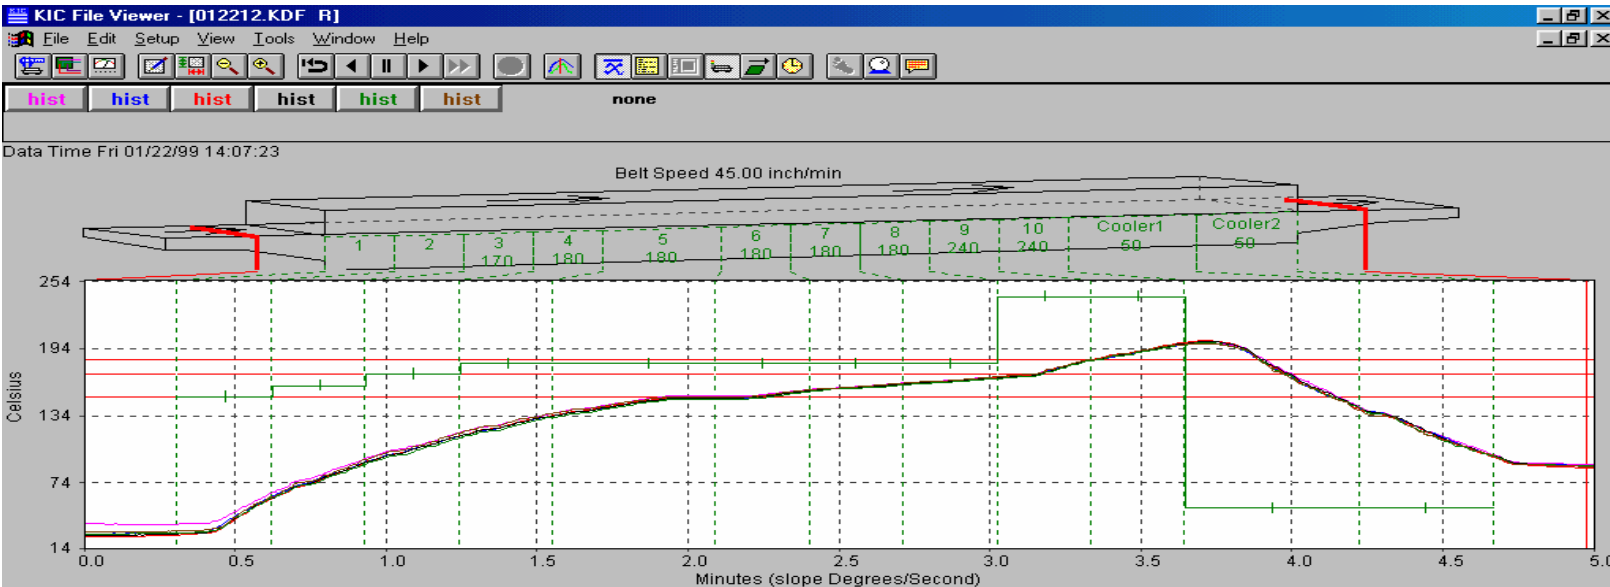 KIC File Viewer - [012212.KDF R]
File Edit Setup View Tools Window Help
hist hist hist hist hist hist none
Data Time Fri 01/22/99 14:07:23
Belt Speed 45.00 inch/min
1 2 3 4 5 6 7 8 9 10 Cooler1 Cooler2
170 180 180 180 180 180 240 240 50 50
254
194
134
74
14
Celsius
0.0 0.5 1.0 1.5 2.0 2.5 3.0 3.5 4.0 4.5 5.0
Minutes (slope Degrees/Second)